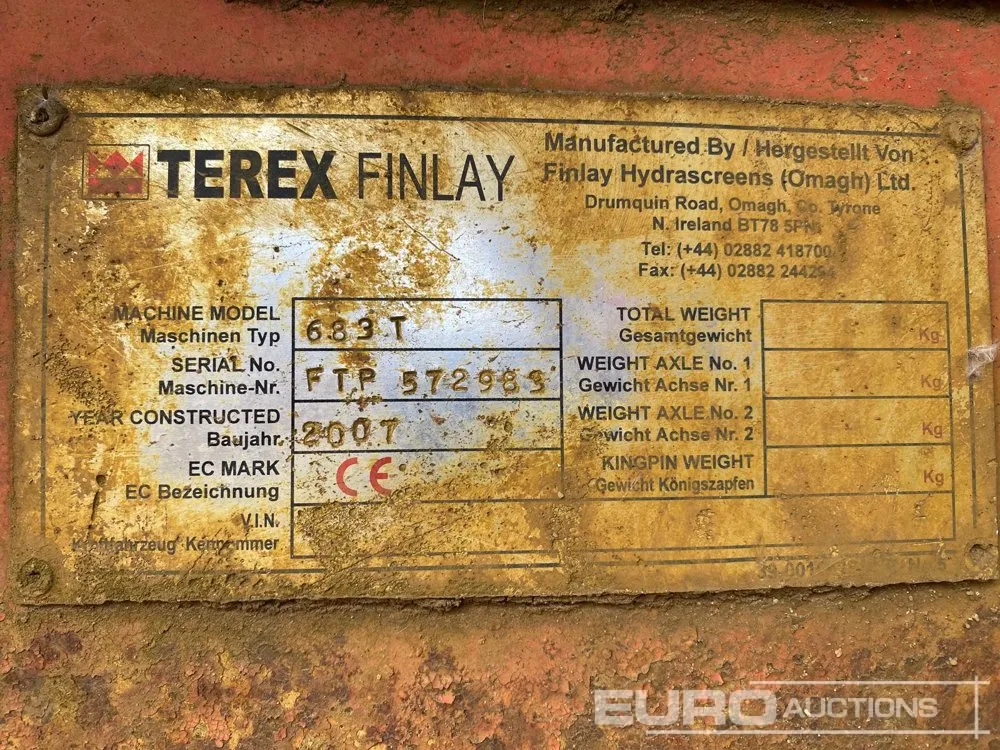 TEREX FINLAY
Manufactured By / Hergestellt Von
Finlay Hydrascreens (Omagh) Ltd.
Drumquin Road, Omagh, Co. Tyrone
N. Ireland BT78 5PN
Tel: (+44) 02882 418700
Fax: (+44) 02882
MACHINE MODEL
Maschinen Typ
683 T
SERIAL No.
Maschine-Nr.
FTP 572983
YEAR CONSTRUCTED
Baujahr
2007
EC MARK
EC Bezeichnung
CE
V.I.N.
TOTAL WEIGHT
Gesamtgewicht
Kg
WEIGHT AXLE No. 1
Gewicht Achse Nr. 1
Kg
WEIGHT AXLE No. 2
Gewicht Achse Nr. 2
Kg
KINGPIN WEIGHT
Gewicht Königszapfen
Kg
EURO AUCTIONS